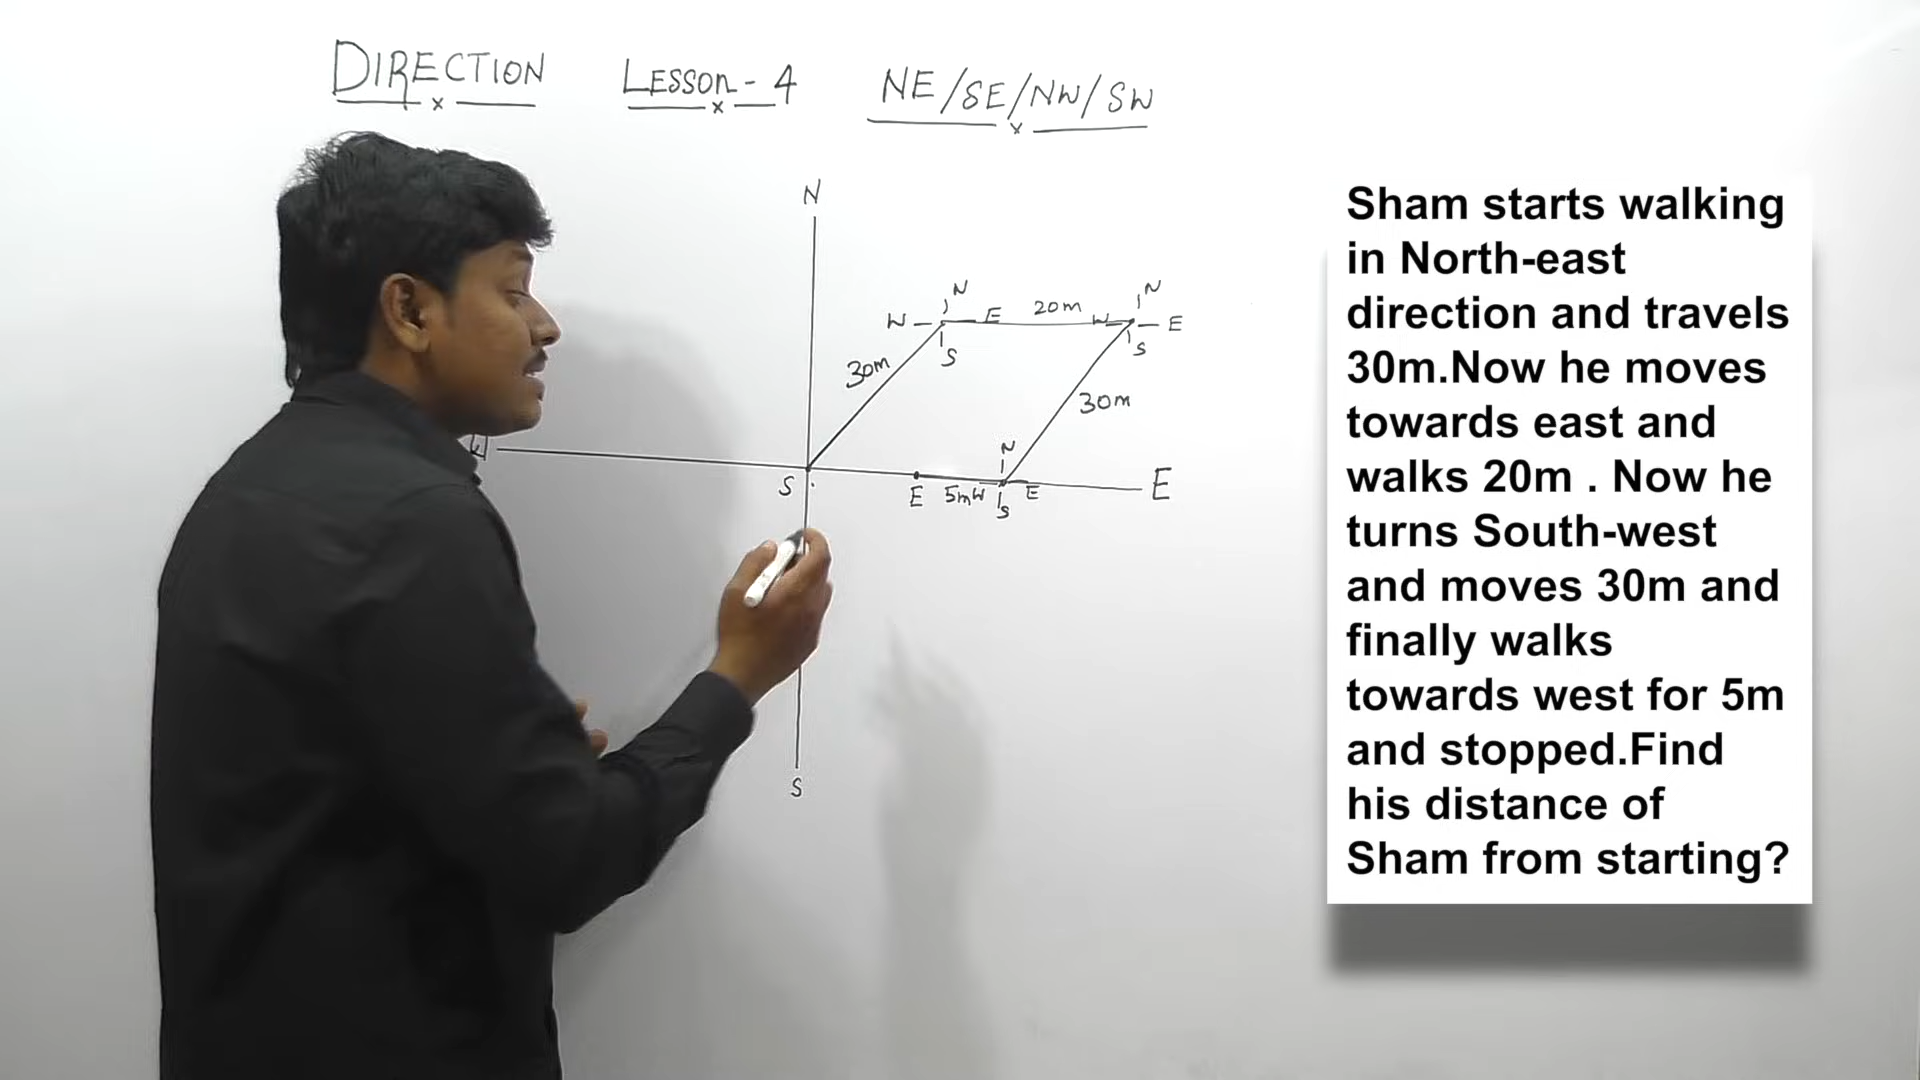 DIRECTION LESSON-4 NE/SE/NW/SW
N
N
N
W E 20m W E
S S
30m
30m
N
W
E
S E 5m W E
S
S
Sham starts walking
in North-east
direction and travels
30m.Now he moves
towards east and
walks 20m . Now he
turns South-west
and moves 30m and
finally walks
towards west for 5m
and stopped.Find
his distance of
Sham from starting?